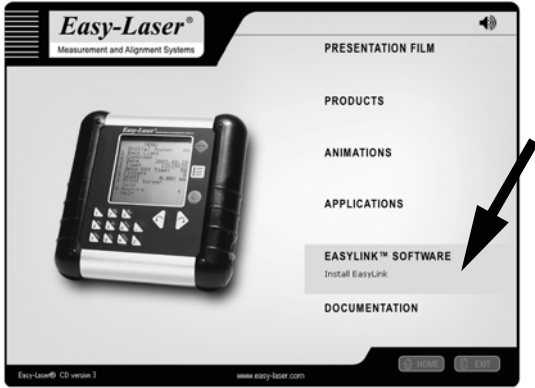 Easy-Laser®
Measurement and Alignment Systems
PRESENTATION FILM
PRODUCTS
ANIMATIONS
APPLICATIONS
EASYLINK™ SOFTWARE
Install EasyLink
DOCUMENTATION
HOME
EXIT
Easy-Laser® CD version 3
www.easy-laser.com